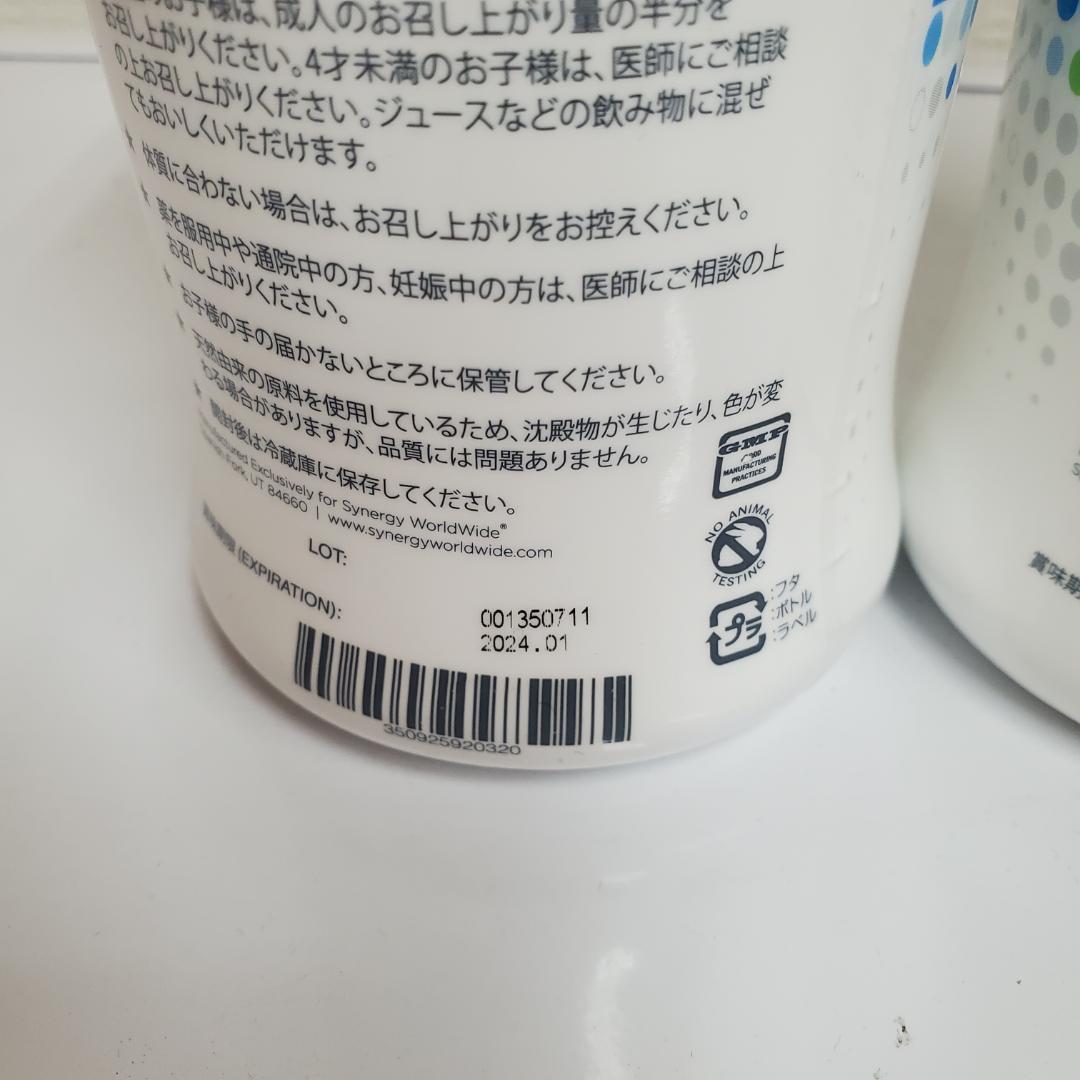 お子様は、成人のお召し上がり量の半分を
お召し上がりください。4才未満のお子様は、医師にご相談
の上お召し上がりください。ジュースなどの飲み物に混ぜ
てもおいしくいただけます。
★ 体質に合わない場合は、お召し上がりをお控えください。
★ 薬を服用中や通院中の方、妊娠中の方は、医師にご相談の上
お召し上がりください。
★ お子様の手の届かないところに保管してください。
★ 天然由来の原料を使用しているため、沈殿物が生じたり、色が変
わる場合がありますが、品質には問題ありません。
★ 開封後は冷蔵庫に保存してください。
Manufactured Exclusively for Synergy WorldWide®
Fork, UT 84660 | www.synergyworldwide.com
LOT:
賞味期限 (EXPIRATION):
001350711
2024.01
350925920320
GMP
GOOD
MANUFACTURING
PRACTICES
NO ANIMAL
TESTING
プラ
:フタ
:ボトル
:ラベル
賞味期